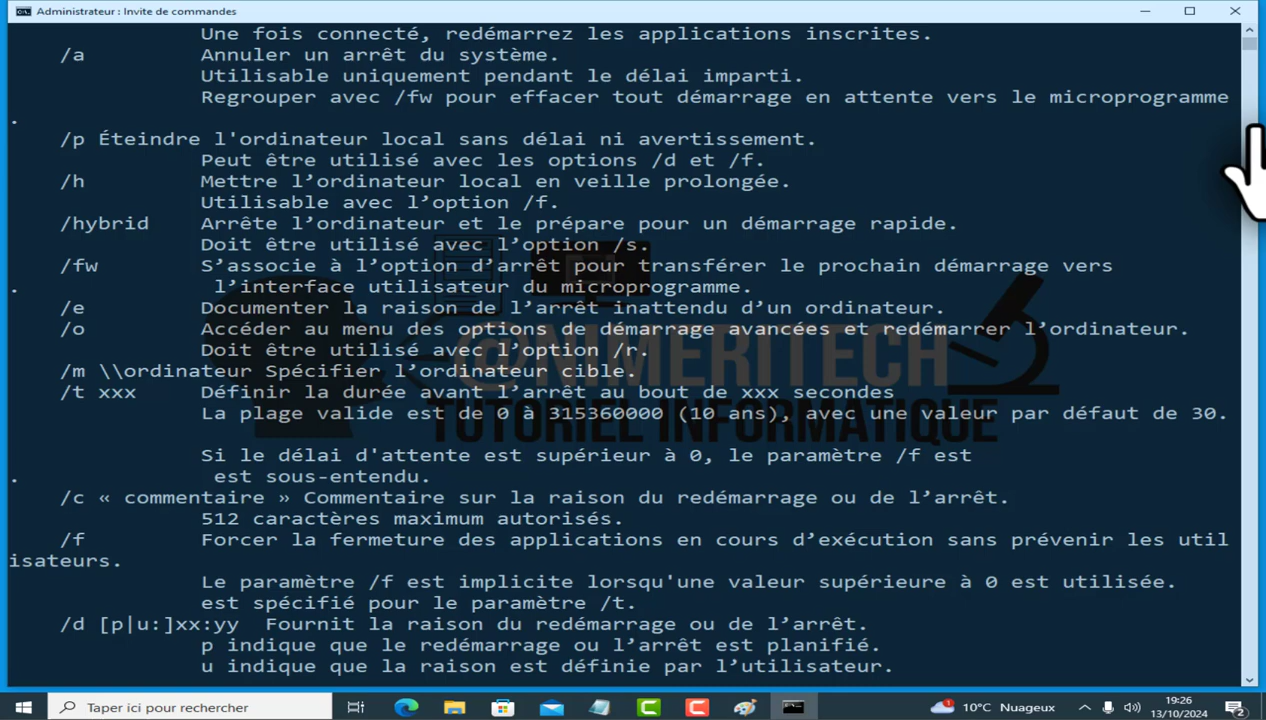 Administrateur : Invite de commandes
Une fois connecté, redémarrez les applications inscrites.
/a Annuler un arrêt du système.
Utilisable uniquement pendant le délai imparti.
Regrouper avec /fw pour effacer tout démarrage en attente vers le microprogramme
.
/p Éteindre l'ordinateur local sans délai ni avertissement.
Peut être utilisé avec les options /d et /f.
/h Mettre l’ordinateur local en veille prolongée.
Utilisable avec l’option /f.
/hybrid Arrête l’ordinateur et le prépare pour un démarrage rapide.
Doit être utilisé avec l’option /s.
/fw S’associe à l’option d’arrêt pour transférer le prochain démarrage vers
. l’interface utilisateur du microprogramme.
/e Documenter la raison de l’arrêt inattendu d’un ordinateur.
/o Accéder au menu des options de démarrage avancées et redémarrer l’ordinateur.
Doit être utilisé avec l’option /r.
@NIMERITECH
/m \\ordinateur Spécifier l’ordinateur cible.
/t xxx Définir la durée avant l’arrêt au bout de xxx secondes
La plage valide est de 0 à 315360000 (10 ans), avec une valeur par défaut de 30.
TUTORIEL INFORMATIQUE
Si le délai d'attente est supérieur à 0, le paramètre /f est
. est sous-entendu.
/c « commentaire » Commentaire sur la raison du redémarrage ou de l’arrêt.
512 caractères maximum autorisés.
/f Forcer la fermeture des applications en cours d’exécution sans prévenir les util
isateurs.
Le paramètre /f est implicite lorsqu'une valeur supérieure à 0 est utilisée.
est spécifié pour le paramètre /t.
/d [p|u:]xx:yy Fournit la raison du redémarrage ou de l’arrêt.
p indique que le redémarrage ou l’arrêt est planifié.
u indique que la raison est définie par l’utilisateur.
Taper ici pour rechercher
10°C Nuageux
19:26
13/10/2024
2